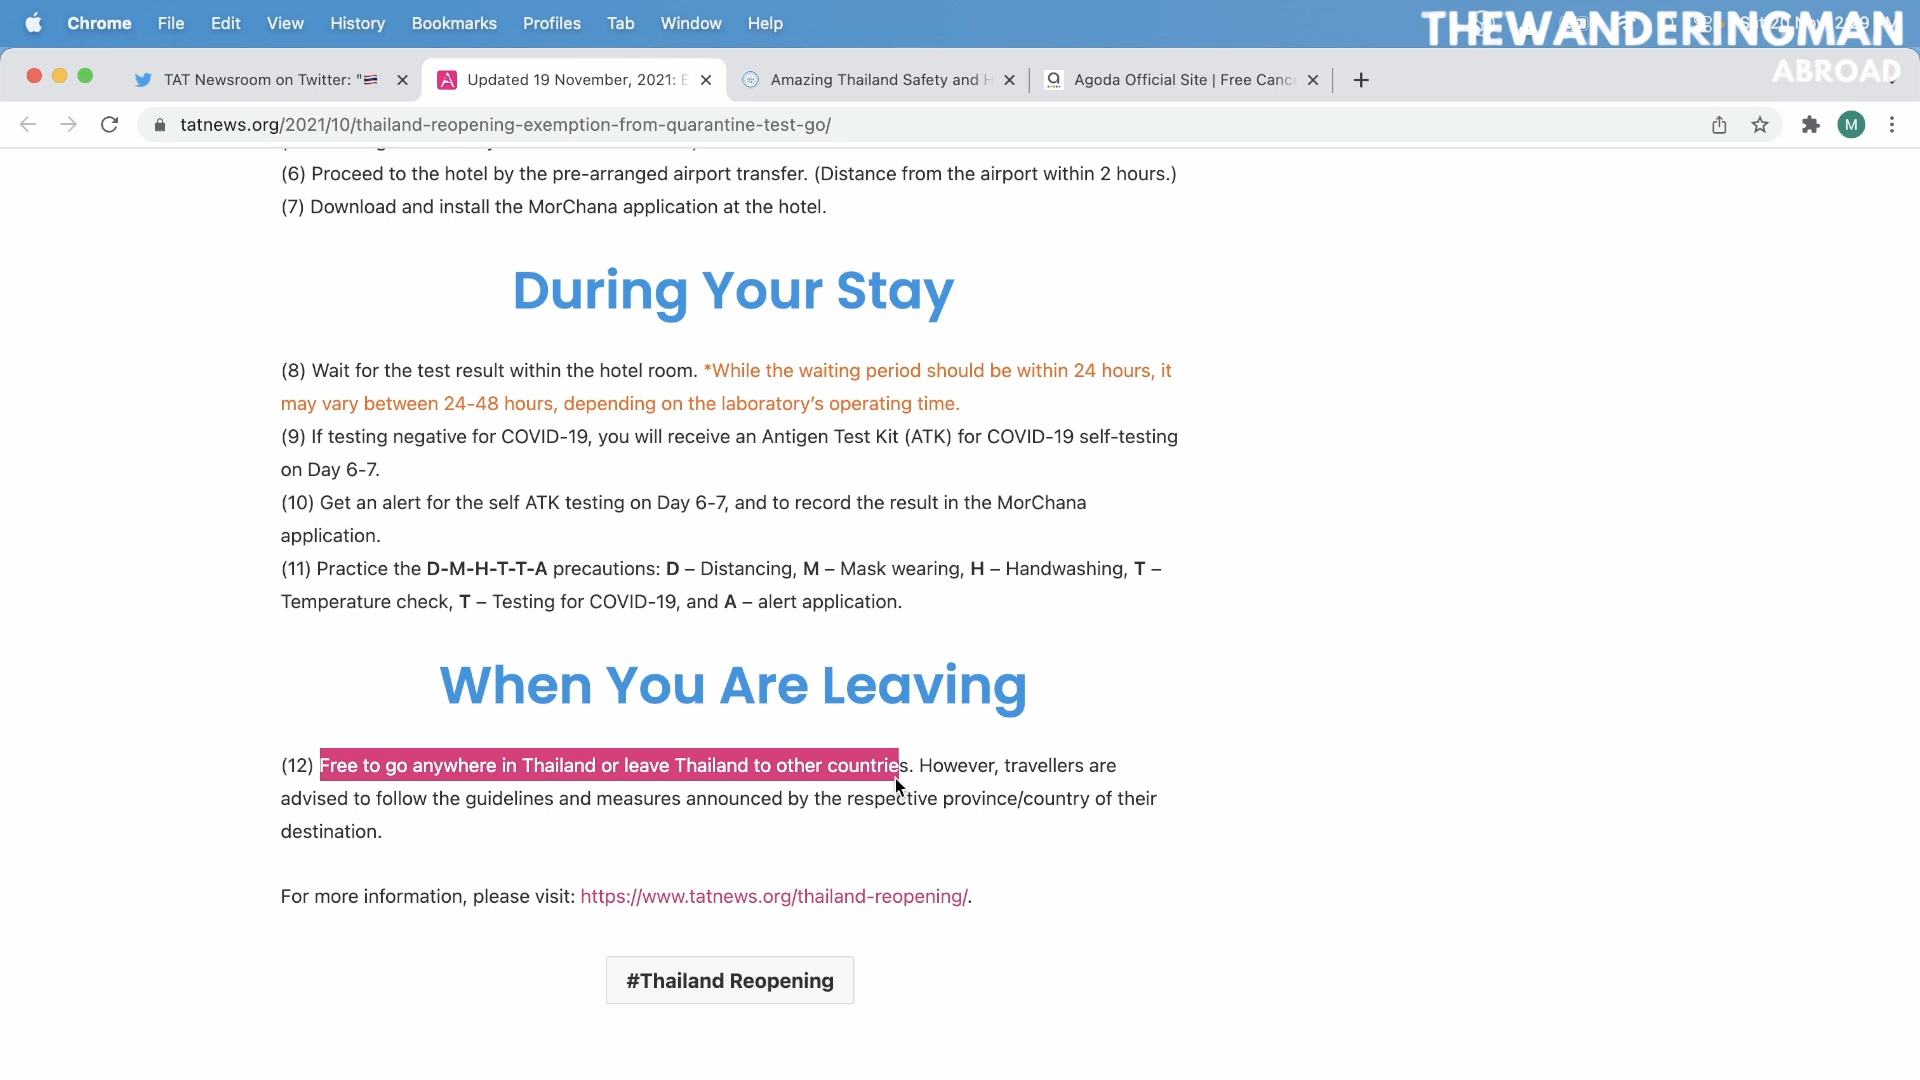 Chrome File Edit View History Bookmarks Profiles Tab Window Help
THEWANDERINGMAN
ABROAD
TAT Newsroom on Twitter: "
Updated 19 November, 2021: E
Amazing Thailand Safety and H
Agoda Official Site | Free Canc
tatnews.org/2021/10/thailand-reopening-exemption-from-quarantine-test-go/
M
(6) Proceed to the hotel by the pre-arranged airport transfer. (Distance from the airport within 2 hours.)
(7) Download and install the MorChana application at the hotel.
During Your Stay
(8) Wait for the test result within the hotel room. *While the waiting period should be within 24 hours, it
may vary between 24-48 hours, depending on the laboratory's operating time.
(9) If testing negative for COVID-19, you will receive an Antigen Test Kit (ATK) for COVID-19 self-testing
on Day 6-7.
(10) Get an alert for the self ATK testing on Day 6-7, and to record the result in the MorChana
application.
(11) Practice the D-M-H-T-T-A precautions: D – Distancing, M – Mask wearing, H – Handwashing, T –
Temperature check, T – Testing for COVID-19, and A – alert application.
When You Are Leaving
(12) Free to go anywhere in Thailand or leave Thailand to other countries. However, travellers are
advised to follow the guidelines and measures announced by the respective province/country of their
destination.
For more information, please visit: https://www.tatnews.org/thailand-reopening/.
#Thailand Reopening